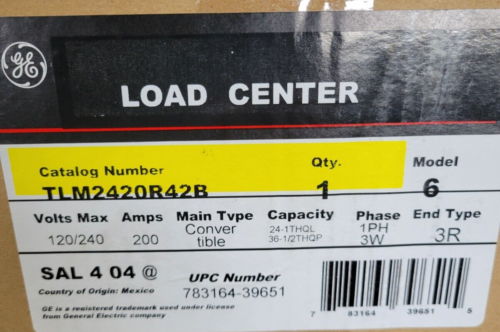 GE
LOAD CENTER
Catalog Number Qty. Model
TLM2420R42B 1 6
Volts Max Amps Main Type Capacity Phase End Type
120/240 200 Conver tible 24-1THQL 36-1/2THQP 1PH 3W 3R
SAL 4 04 @ UPC Number
Country of Origin: Mexico 783164-39651
GE is a registered trademark used under license
from General Electric company
7 83164 39651 5